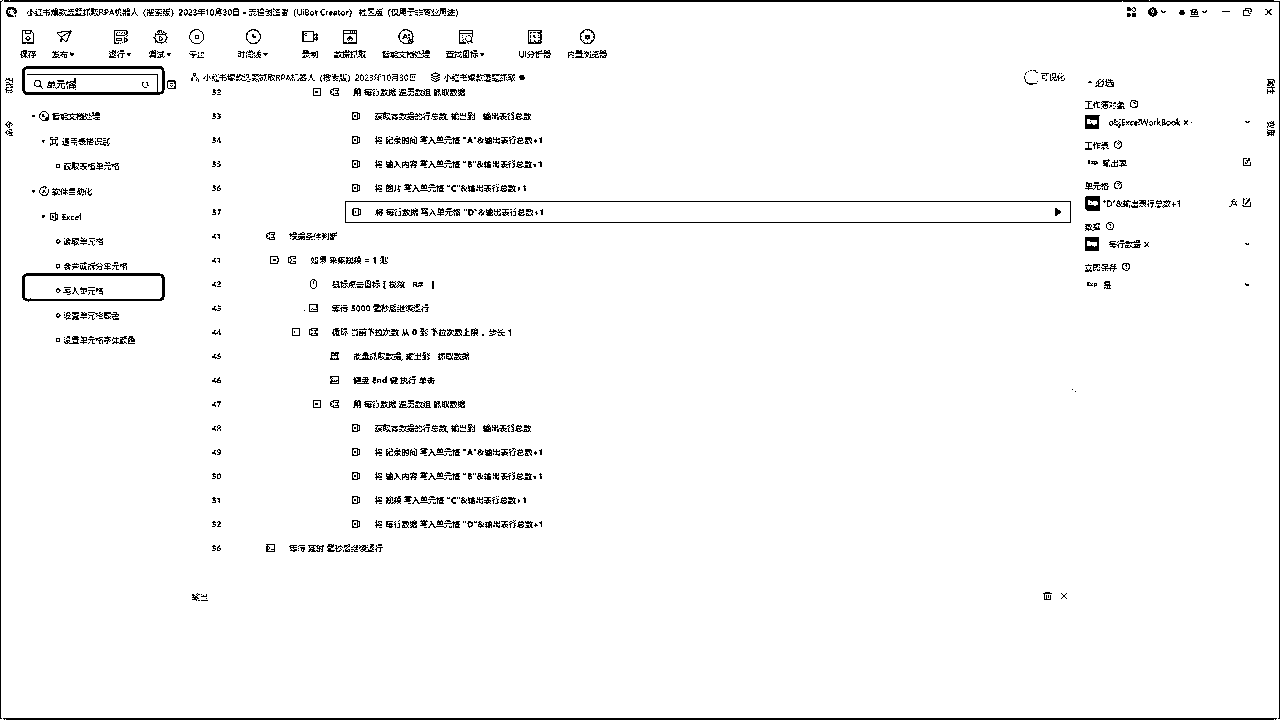 小红书爆款选题抓取RPA机器人（搜索版）2023年10月30日 - 流程创造者（UiBot Creator） 社区版（仅用于非商业用途）
保存 发布 运行 调试 停止 时间线 录制 数据抓取 智能文档处理 查找图标 UI分析器 内置浏览器
单元格
小红书爆款选题抓取RPA机器人（搜索版）2023年10月30日 小红书爆款选题抓取
可视化
智能文档处理
通用表格识别
获取表格单元格
软件自动化
Excel
读取单元格
合并或拆分单元格
写入单元格
设置单元格颜色
设置单元格字体颜色
32 用 每行数据 遍历数组 抓取数据
33 获取有数据的行总数, 输出到 输出表行总数
34 将 记录时间 写入单元格 "A"&输出表行总数+1
35 将 输入内容 写入单元格 "B"&输出表行总数+1
36 将 图片 写入单元格 "C"&输出表行总数+1
37 将 每行数据 写入单元格 "D"&输出表行总数+1
41 根据条件判断
41 如果 采集视频 = 1 则
42 鼠标点击目标
43 等待 5000 毫秒后继续运行
44 循环 当前下拉次数 从 0 到 下拉次数上限 , 步长 1
45 批量抓取数据, 输出到 抓取数据
46 键盘 End 键 执行 单击
47 用 每行数据 遍历数组 抓取数据
48 获取有数据的行总数, 输出到 输出表行总数
49 将 记录时间 写入单元格 "A"&输出表行总数+1
50 将 输入内容 写入单元格 "B"&输出表行总数+1
51 将 视频 写入单元格 "C"&输出表行总数+1
52 将 每行数据 写入单元格 "D"&输出表行总数+1
56 等待 延时 毫秒后继续运行
输出
必选
工作簿对象
Exp objExcelWorkBook ×
工作表
Exp 输出表
单元格
Exp "D"&输出表行总数+1
数据
Exp 每行数据 ×
立即保存
Exp 是